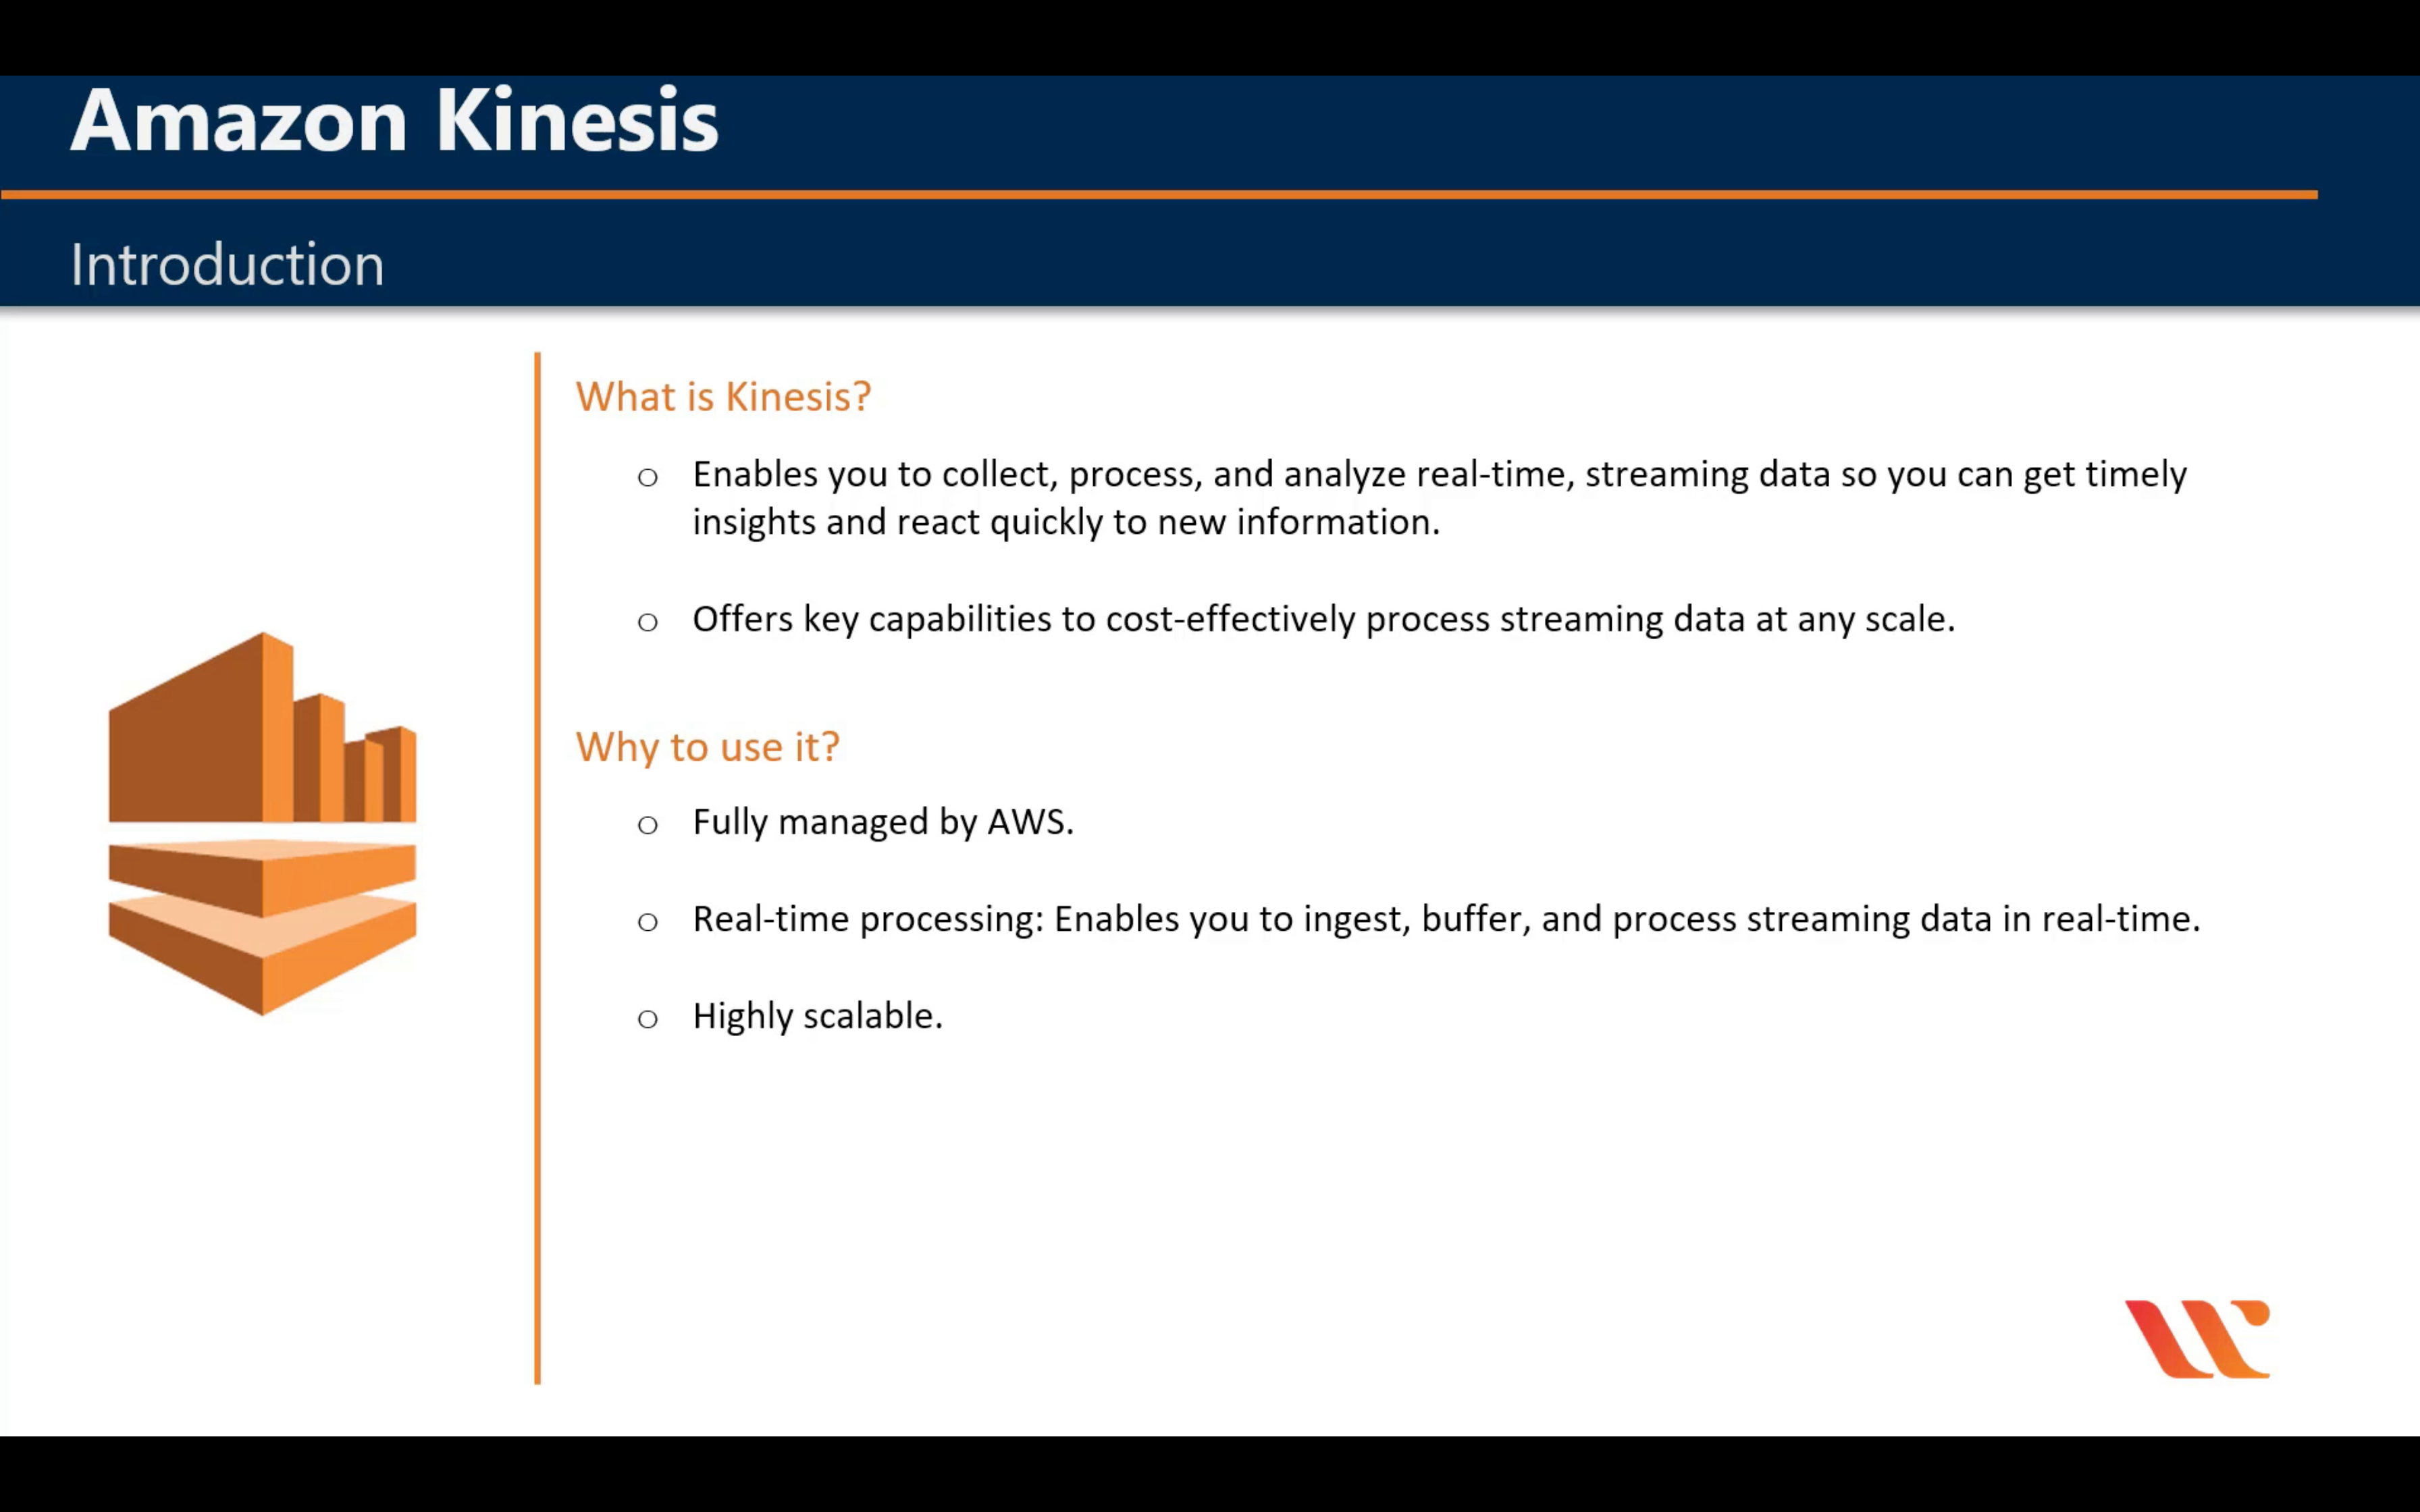 Amazon Kinesis
Introduction
What is Kinesis?
o Enables you to collect, process, and analyze real-time, streaming data so you can get timely
insights and react quickly to new information.
o Offers key capabilities to cost-effectively process streaming data at any scale.
Why to use it?
o Fully managed by AWS.
o Real-time processing: Enables you to ingest, buffer, and process streaming data in real-time.
o Highly scalable.